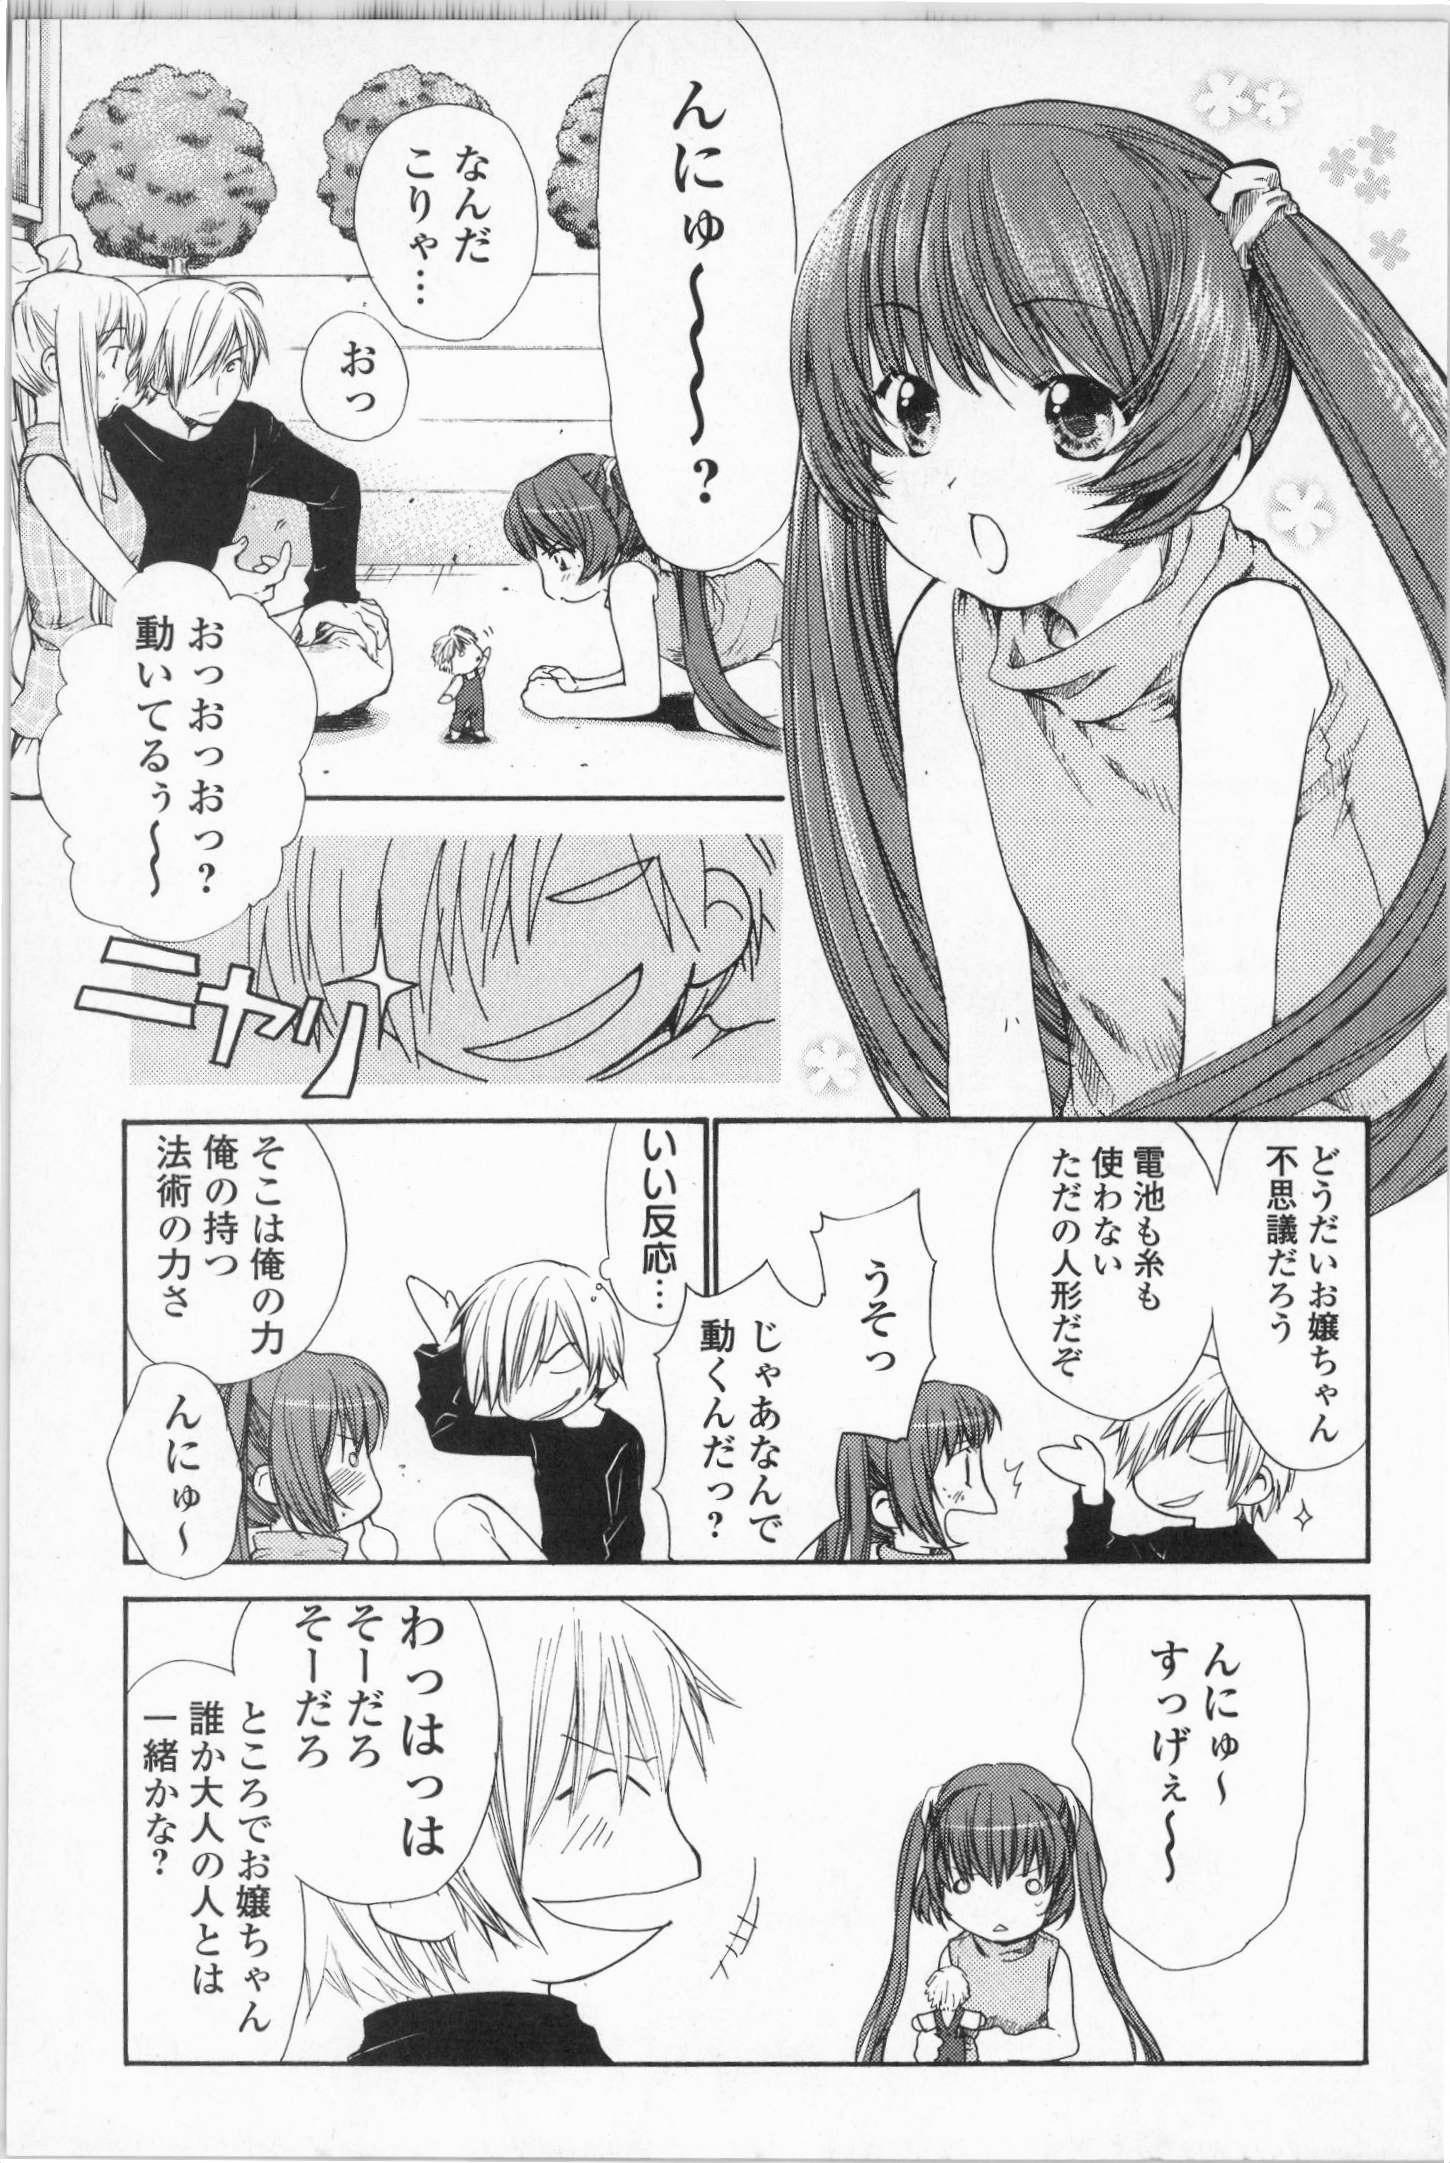 んにゅ〜〜〜?
なんだ
こりゃ…
おっ
おっおっおっ?
動いてるぅ〜〜
ニヤッ
どうだいお嬢ちゃん
不思議だろう
電池も糸も
使わない
ただの人形だぞ
うそっ
じゃあなんで
動くんだっ?
いい反応…
そこは俺の力
俺の持つ
法術の力さ
んにゅ〜
んにゅ〜
すっげぇ〜〜
わっはっは
そーだろ
そーだろ
ところでお嬢ちゃん
誰か大人の人とは
一緒かな?